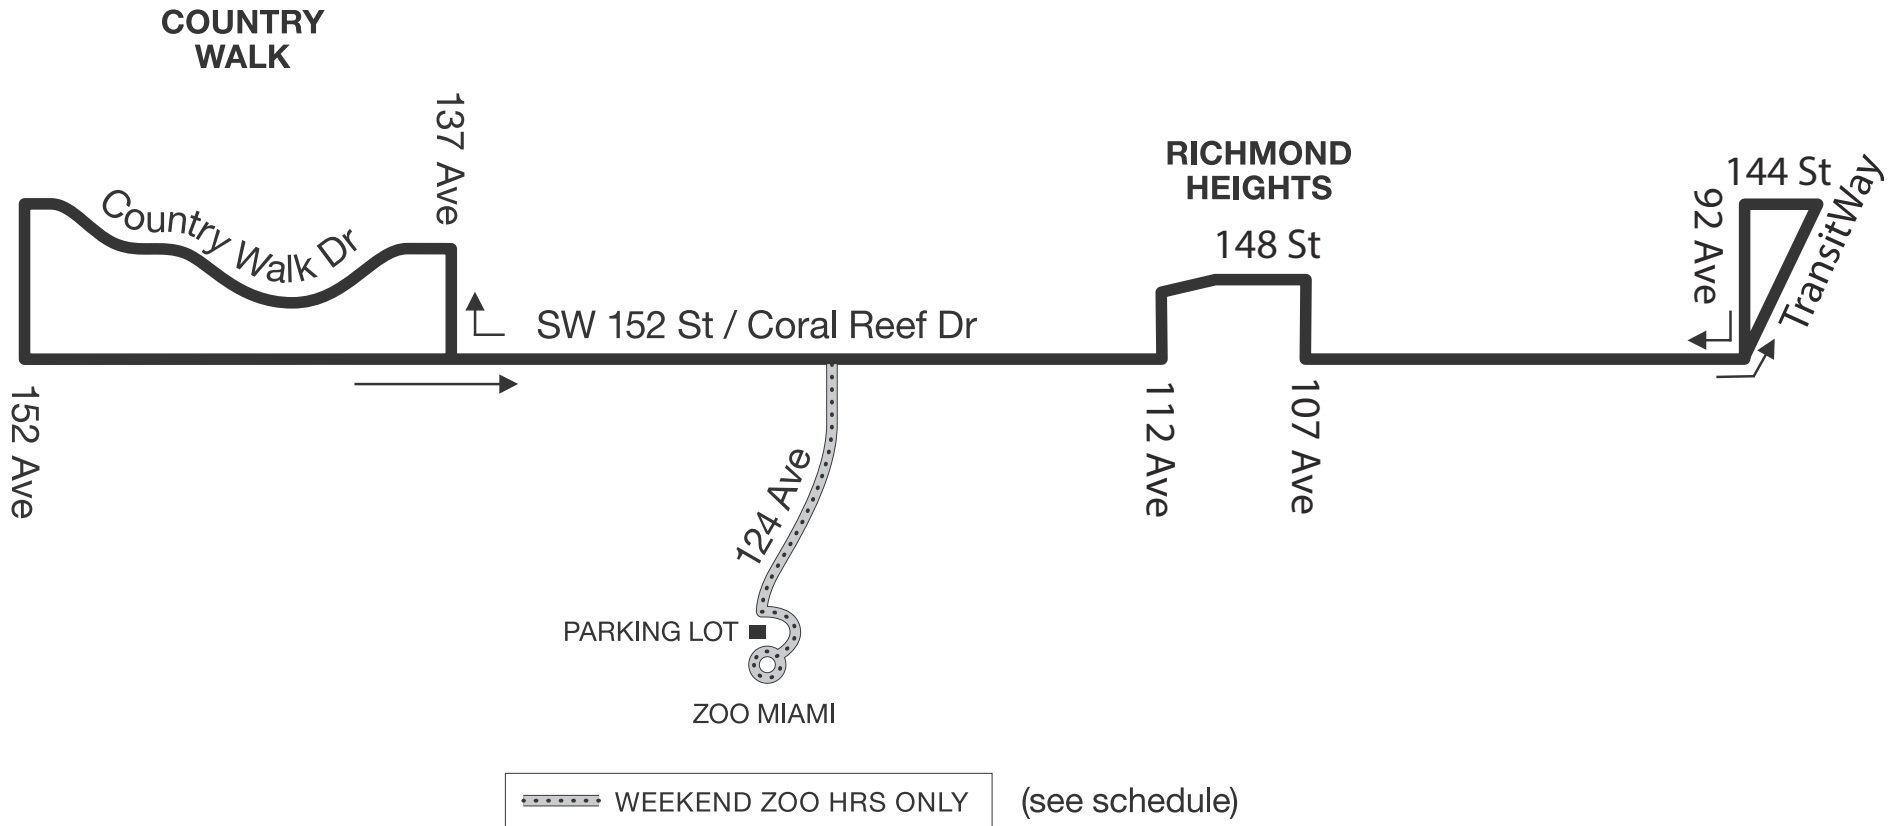 COUNTRY
WALK
137 Ave
RICHMOND
HEIGHTS
144 St
TransitWay
92 Ave
Country Walk Dr
148 St
SW 152 St / Coral Reef Dr
152 Ave
112 Ave
107 Ave
124 Ave
PARKING LOT
ZOO MIAMI
WEEKEND ZOO HRS ONLY (see schedule)